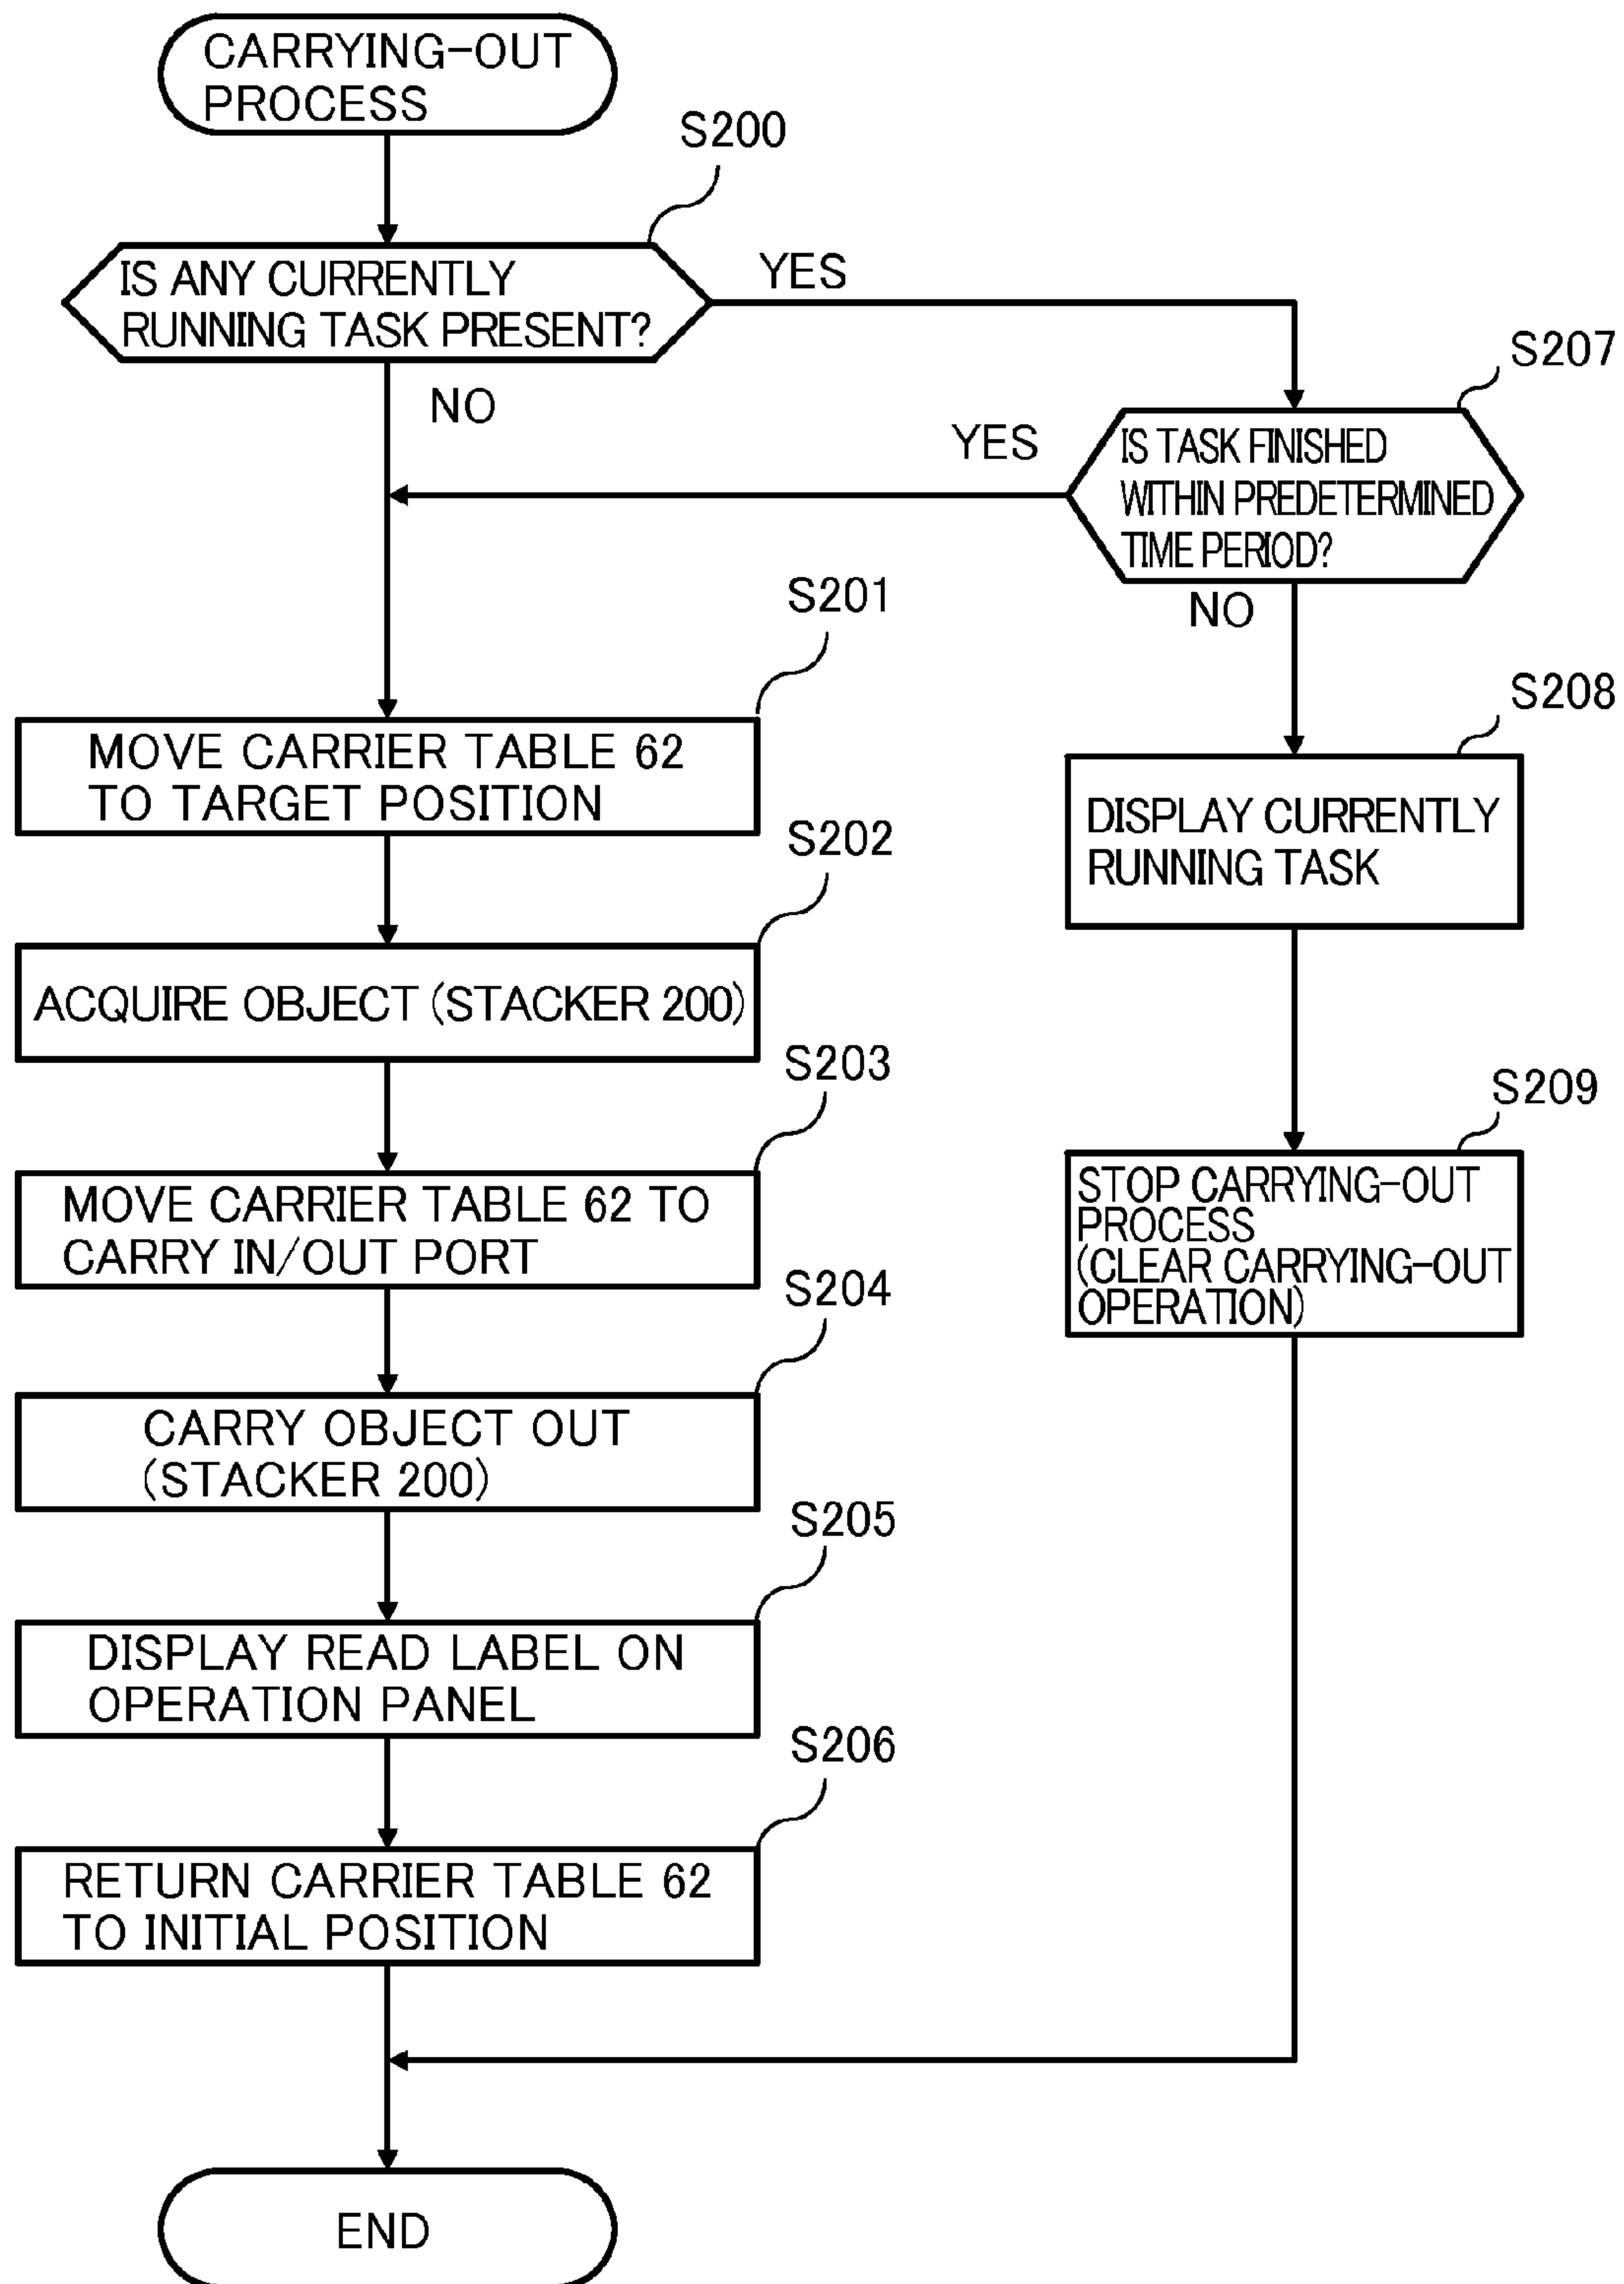 CARRYING-OUT
PROCESS
S200
IS ANY CURRENTLY
RUNNING TASK PRESENT?
YES
NO
S207
IS TASK FINISHED
WITHIN PREDETERMINED
TIME PERIOD?
YES
NO
S201
MOVE CARRIER TABLE 62
TO TARGET POSITION
S208
DISPLAY CURRENTLY
RUNNING TASK
S202
ACQUIRE OBJECT (STACKER 200)
S203
MOVE CARRIER TABLE 62 TO
CARRY IN/OUT PORT
S209
STOP CARRYING-OUT
PROCESS
(CLEAR CARRYING-OUT
OPERATION)
S204
CARRY OBJECT OUT
(STACKER 200)
S205
DISPLAY READ LABEL ON
OPERATION PANEL
S206
RETURN CARRIER TABLE 62
TO INITIAL POSITION
END